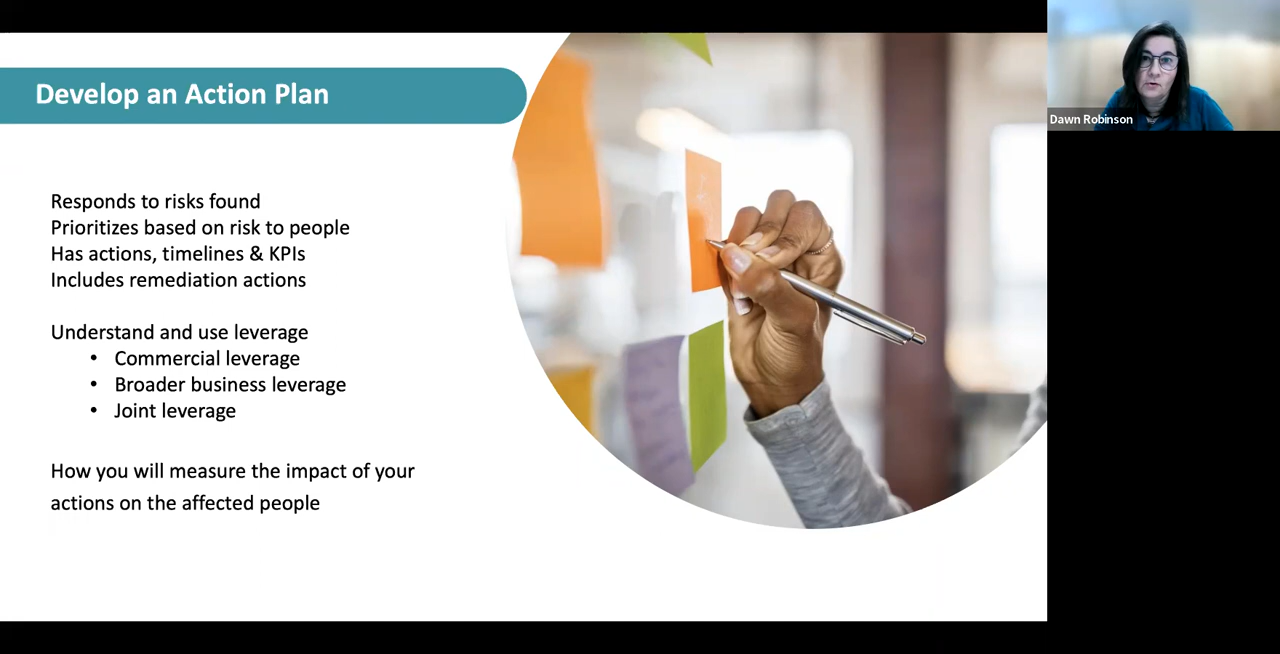 Develop an Action Plan
Responds to risks found
Prioritizes based on risk to people
Has actions, timelines & KPIs
Includes remediation actions
Understand and use leverage
• Commercial leverage
• Broader business leverage
• Joint leverage
How you will measure the impact of your
actions on the affected people
Dawn Robinson